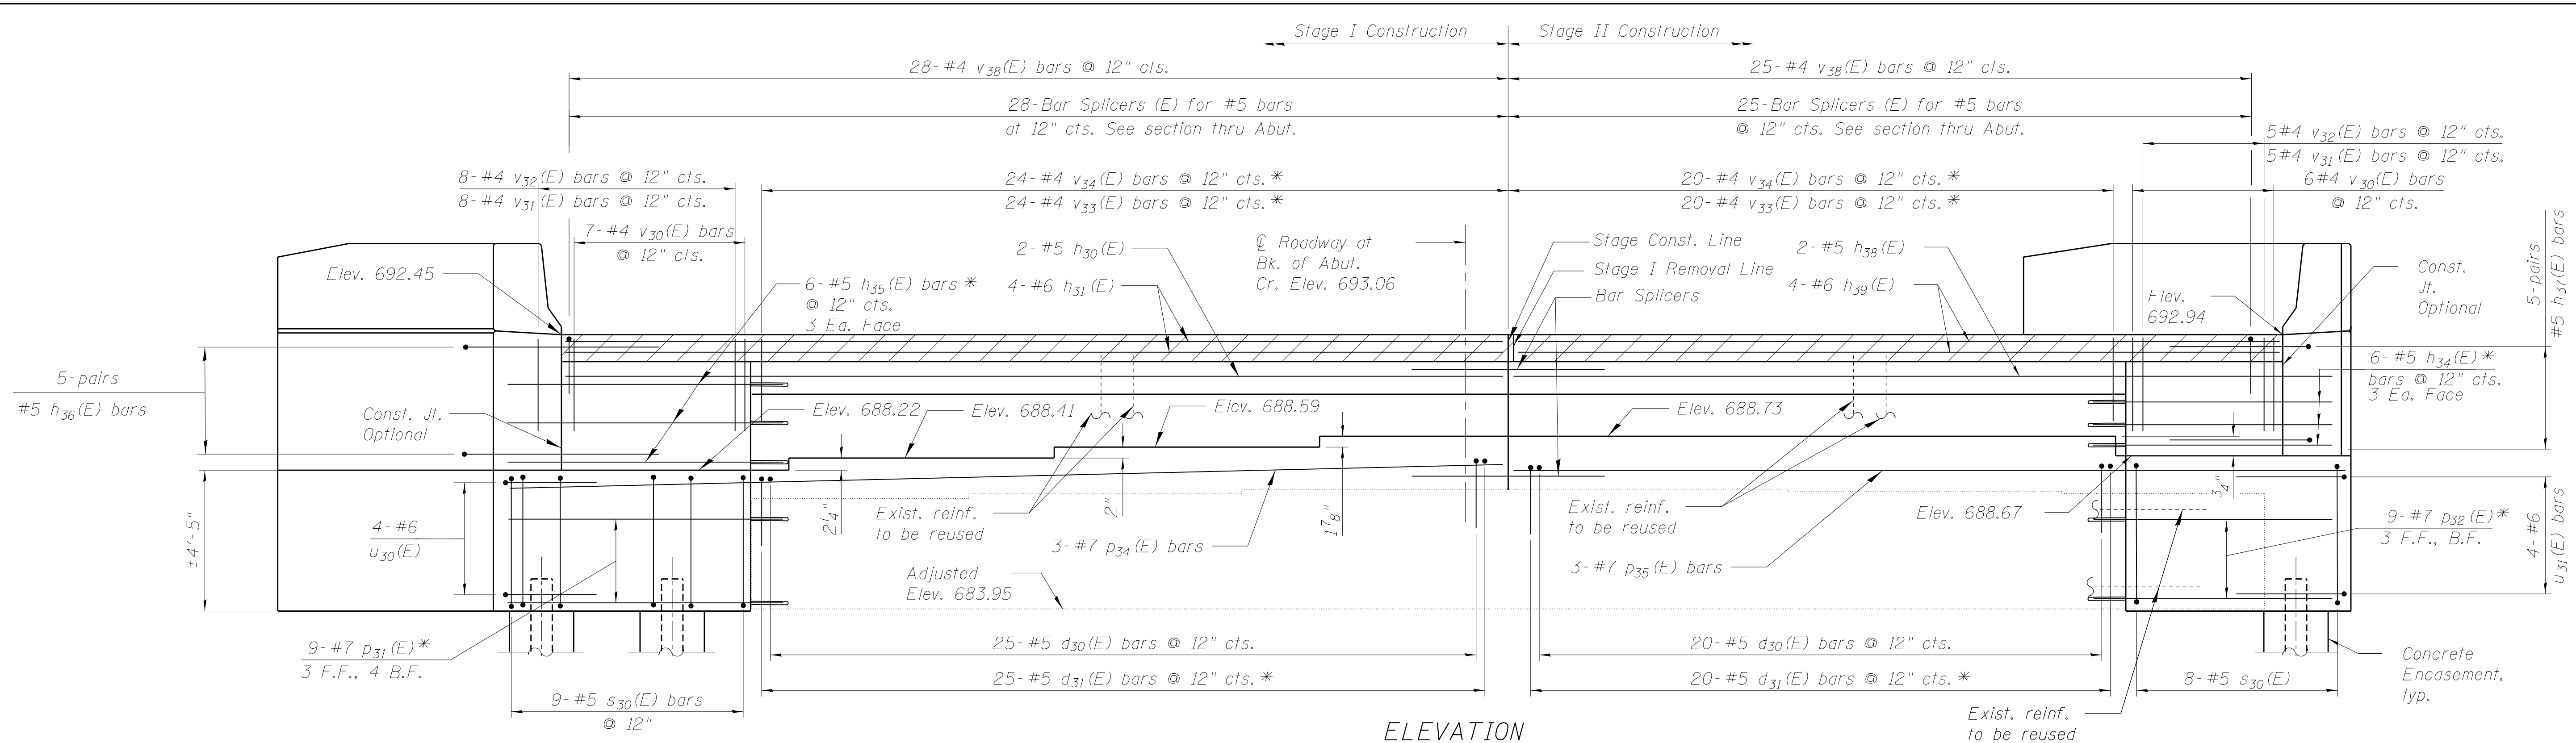 Stage I Construction
Stage II Construction
28-#4 v38(E) bars @ 12" cts.
25-#4 v38(E) bars @ 12" cts.
28-Bar Splicers (E) for #5 bars
at 12" cts. See section thru Abut.
25-Bar Splicers (E) for #5 bars
@ 12" cts. See section thru Abut.
5#4 v32(E) bars @ 12" cts.
5#4 v31(E) bars @ 12" cts.
8-#4 v32(E) bars @ 12" cts.
8-#4 v31(E) bars @ 12" cts.
24-#4 v34(E) bars @ 12" cts.*
24-#4 v33(E) bars @ 12" cts.*
20-#4 v34(E) bars @ 12" cts.*
20-#4 v33(E) bars @ 12" cts.*
6#4 v30(E) bars
@ 12" cts.
7-#4 v30(E) bars
@ 12" cts.
2-#5 h30(E)
4-#6 h31(E)
℄ Roadway at
Bk. of Abut.
Cr. Elev. 693.06
Stage Const. Line
Stage I Removal Line
Bar Splicers
2-#5 h38(E)
4-#6 h39(E)
Elev. 692.45
6-#5 h35(E) bars *
@ 12" cts.
3 Ea. Face
Elev.
692.94
Const.
Jt.
Optional
5-pairs
#5 h37(E) bars
5-pairs
#5 h36(E) bars
Const. Jt.
Optional
Elev. 688.22
Elev. 688.41
Elev. 688.59
Elev. 688.73
6-#5 h34(E)*
bars @ 12" cts.
3 Ea. Face
±4'-5"
4-#6
u30(E)
2 1/4"
Exist. reinf.
to be reused
2"
1 7/8"
Exist. reinf.
to be reused
Elev. 688.67
3/4"
9-#7 p32(E)*
3 F.F., B.F.
4-#6
u31(E) bars
3-#7 p34(E) bars
3-#7 p35(E) bars
Adjusted
Elev. 683.95
9-#7 p31(E)*
3 F.F., 4 B.F.
25-#5 d30(E) bars @ 12" cts.
25-#5 d31(E) bars @ 12" cts.*
20-#5 d30(E) bars @ 12" cts.
20-#5 d31(E) bars @ 12" cts.*
9-#5 s30(E) bars
@ 12"
8-#5 s30(E)
Concrete
Encasement,
typ.
Exist. reinf.
to be reused
ELEVATION